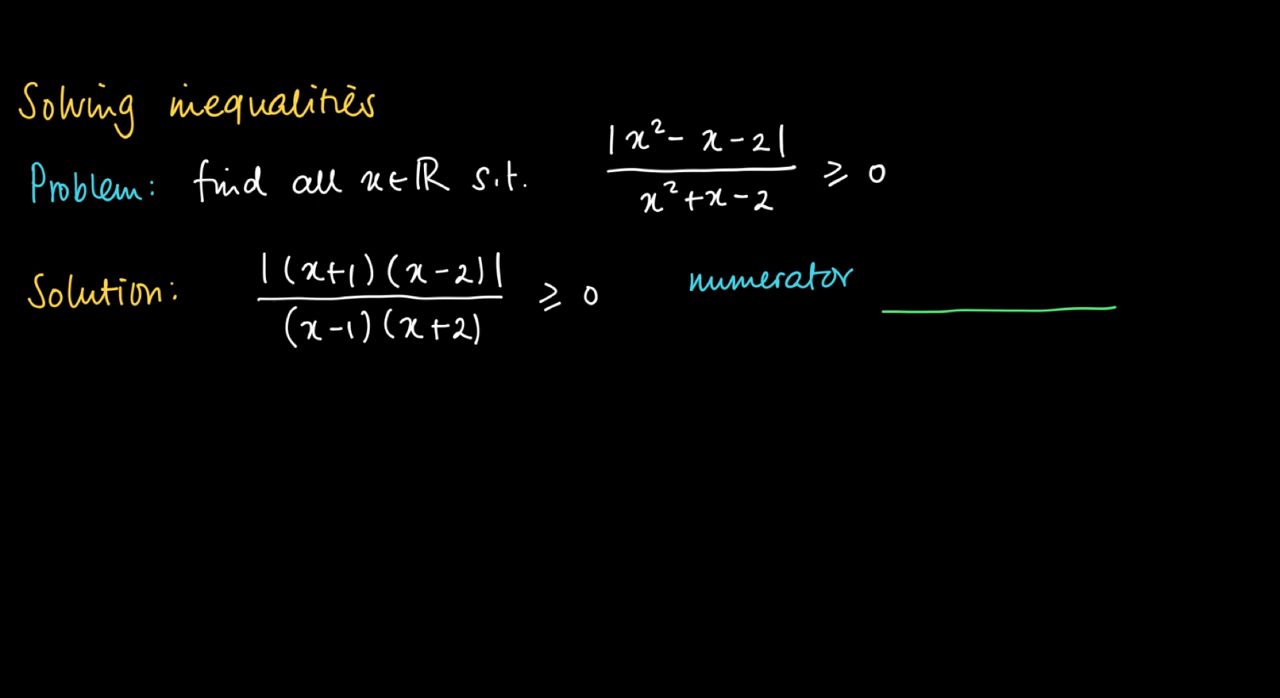 Solving inequalities
Problem: find all x∈ℝ s.t. |x²-x-2| / x²+x-2 ≥ 0
Solution: |(x+1)(x-2)| / (x-1)(x+2) ≥ 0 numerator